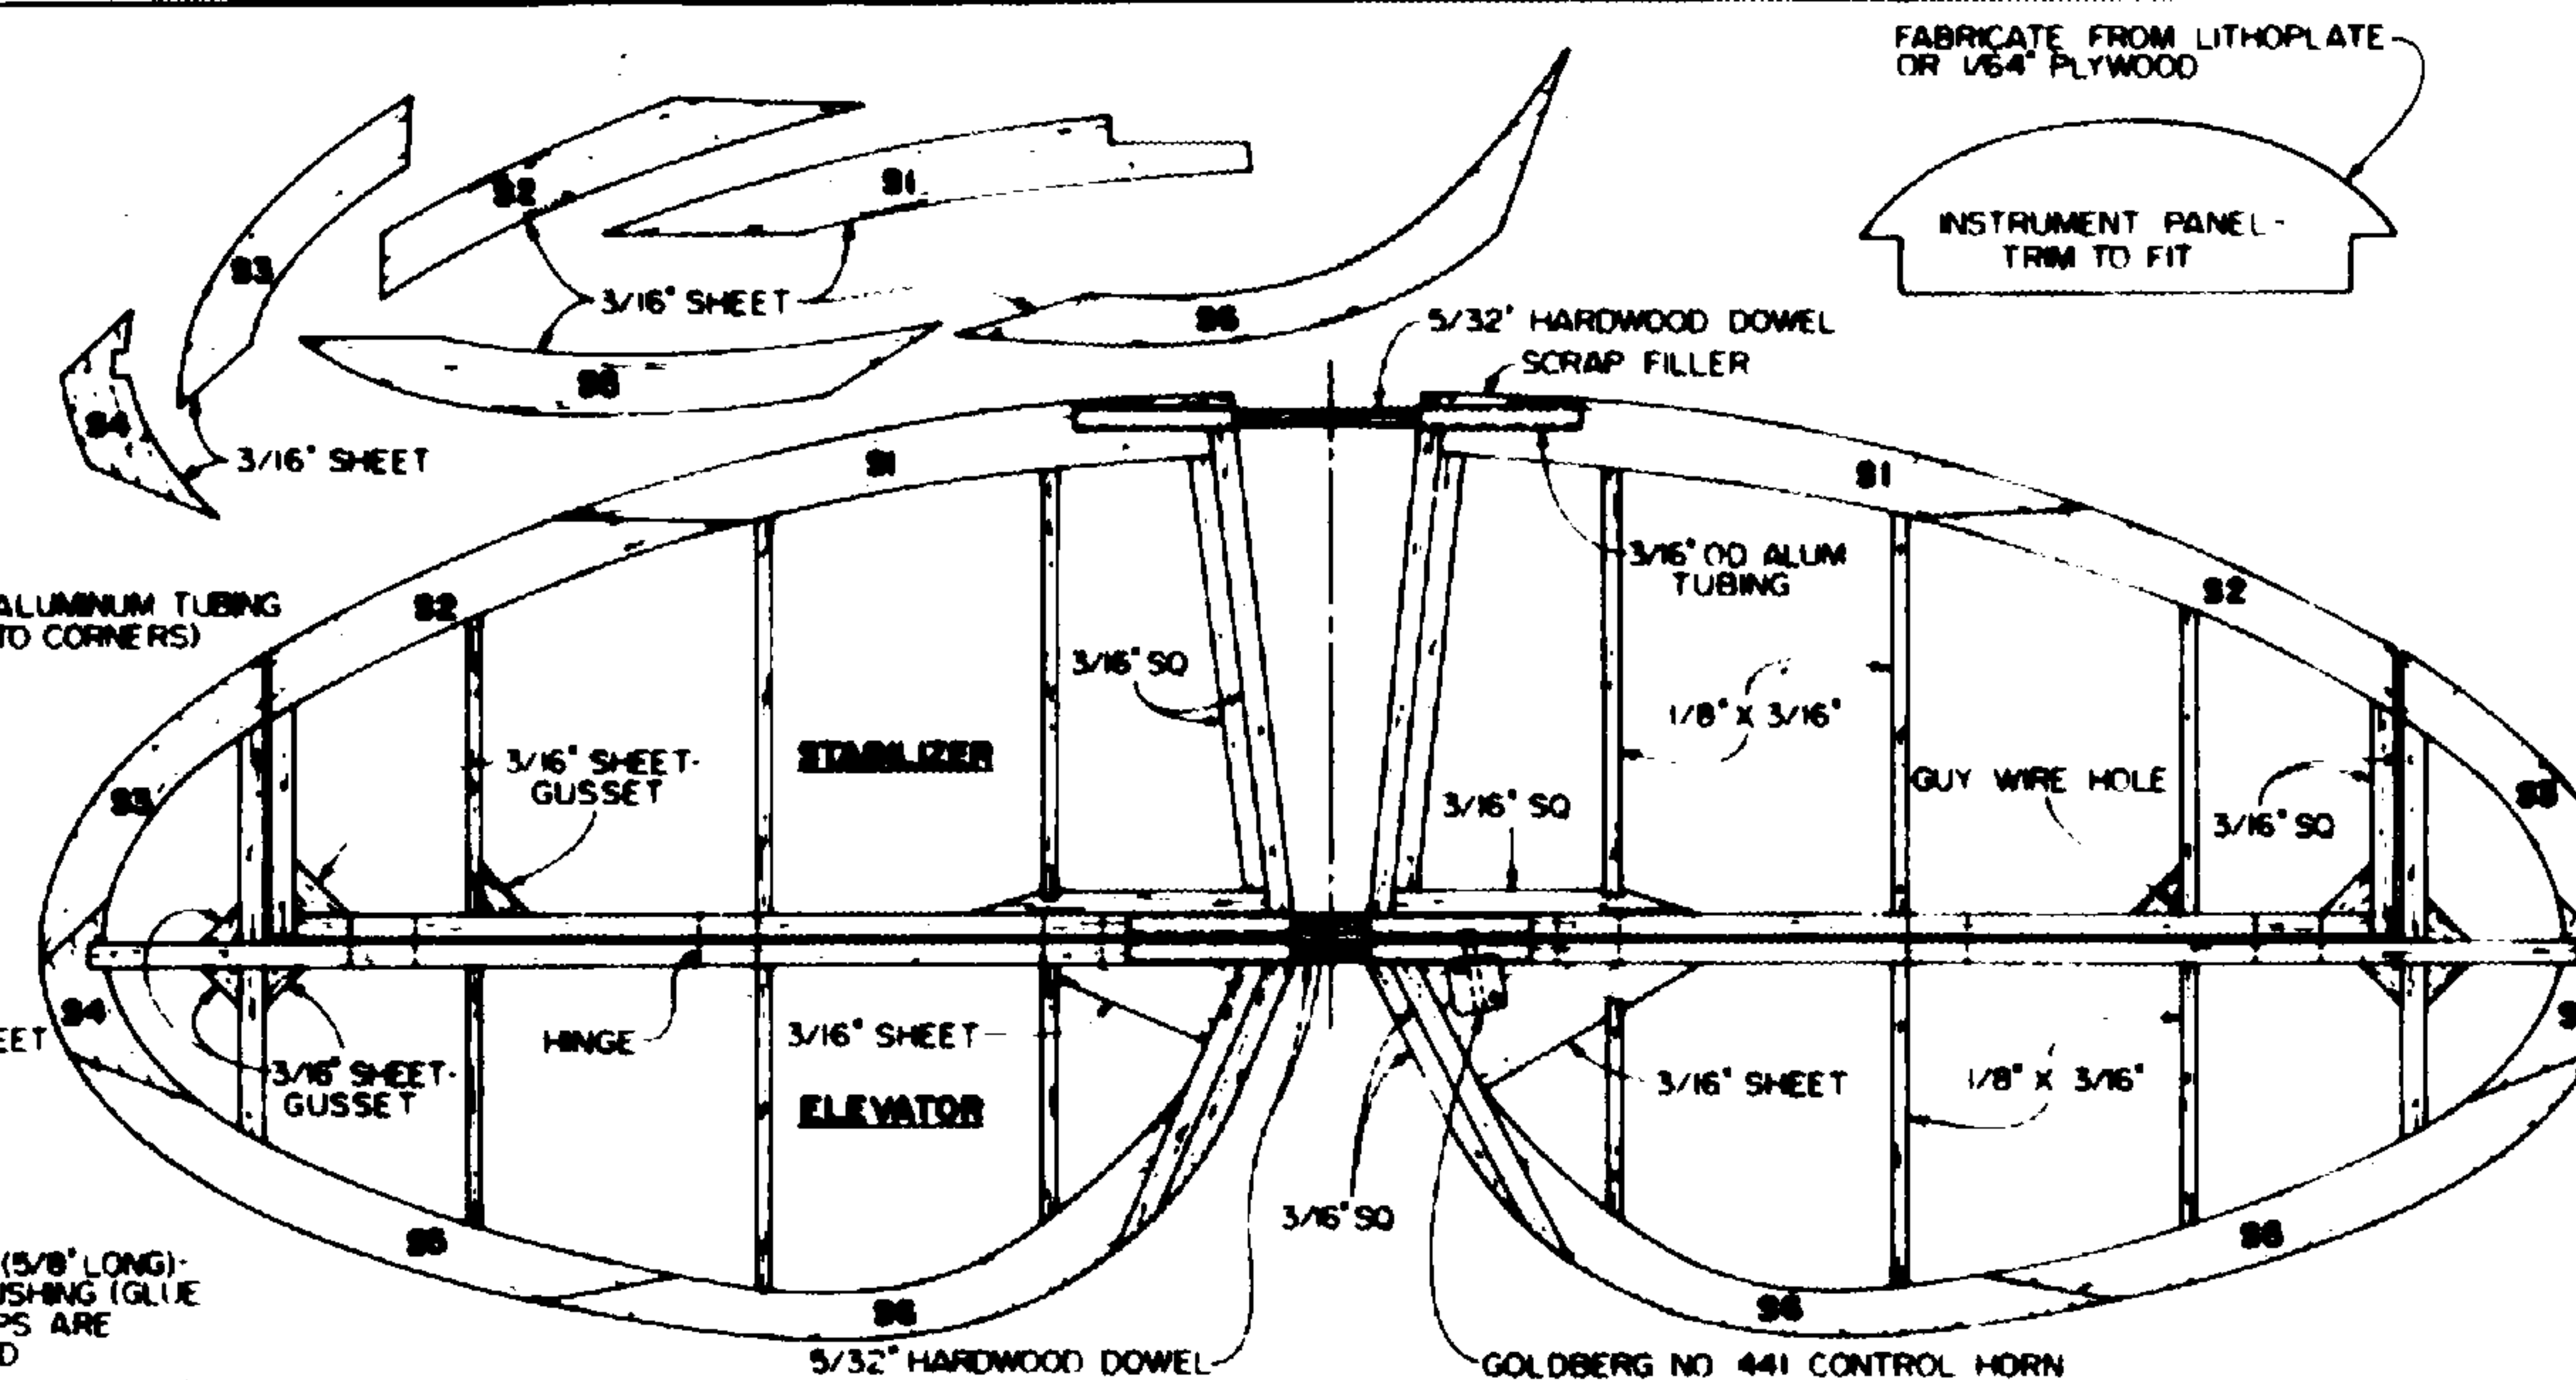 FABRICATE FROM LITHOPLATE
OR 1/64" PLYWOOD
INSTRUMENT PANEL-
TRIM TO FIT
S3
S2
S1
S6
S4
S5
3/16" SHEET
3/16" SHEET
5/32" HARDWOOD DOWEL
SCRAP FILLER
S1
S1
3/16" OD ALUM
TUBING
ALUMINUM TUBING
TO CORNERS)
S2
S2
3/16" SQ
1/8" X 3/16"
3/16" SHEET-
GUSSET
STABILIZER
GUY WIRE HOLE
S3
S3
3/16" SQ
3/16" SQ
S4
HINGE
3/16" SHEET
3/16" SHEET-
GUSSET
ELEVATOR
3/16" SHEET
1/8" X 3/16"
3/16" SQ
S5
S6
S6
(5/8" LONG)-
(GLUE
ARE
5/32" HARDWOOD DOWEL
GOLDBERG NO 441 CONTROL HORN